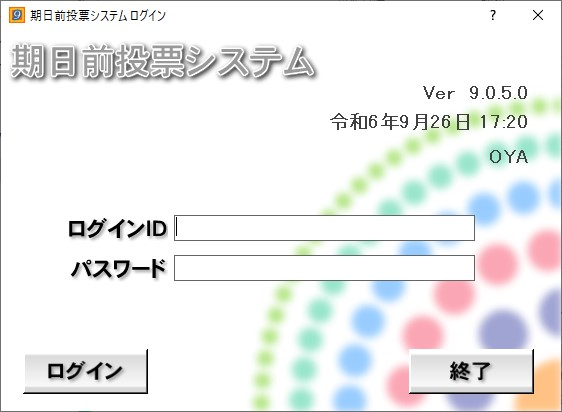 期日前投票システム ログイン
期日前投票システム
Ver 9.0.5.0
令和6年9月26日 17:20
OYA
ログインID
パスワード
ログイン
終了